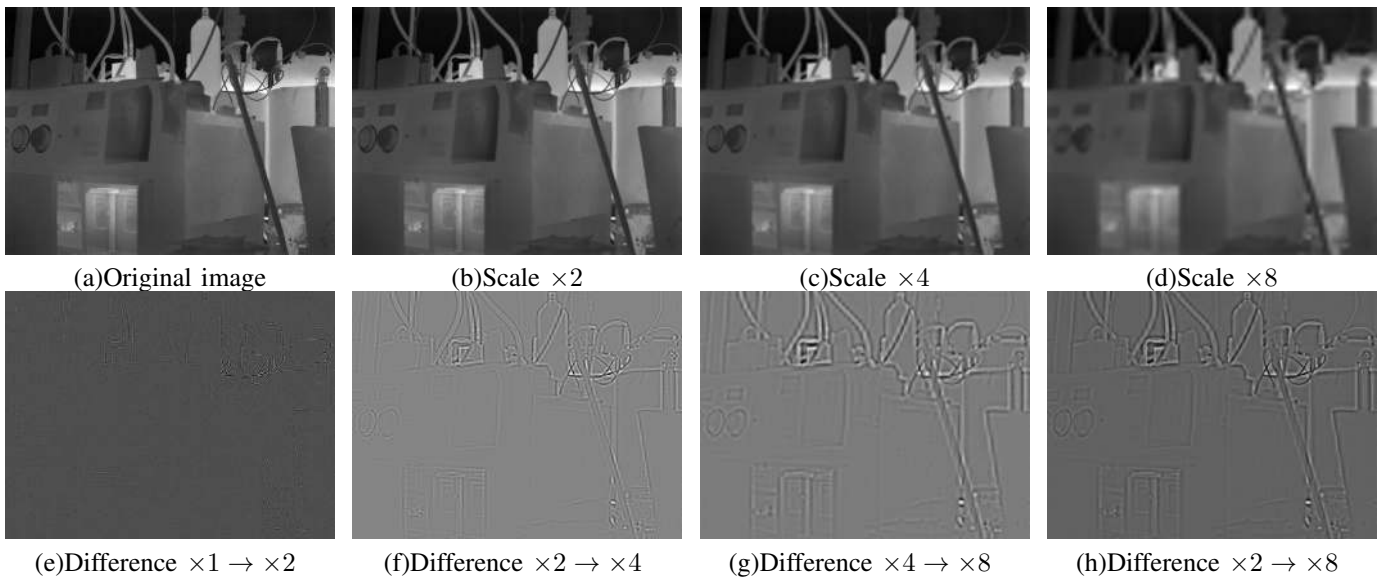 (a)Original image
(b)Scale ×2
(c)Scale ×4
(d)Scale ×8
(e)Difference ×1 → ×2
(f)Difference ×2 → ×4
(g)Difference ×4 → ×8
(h)Difference ×2 → ×8